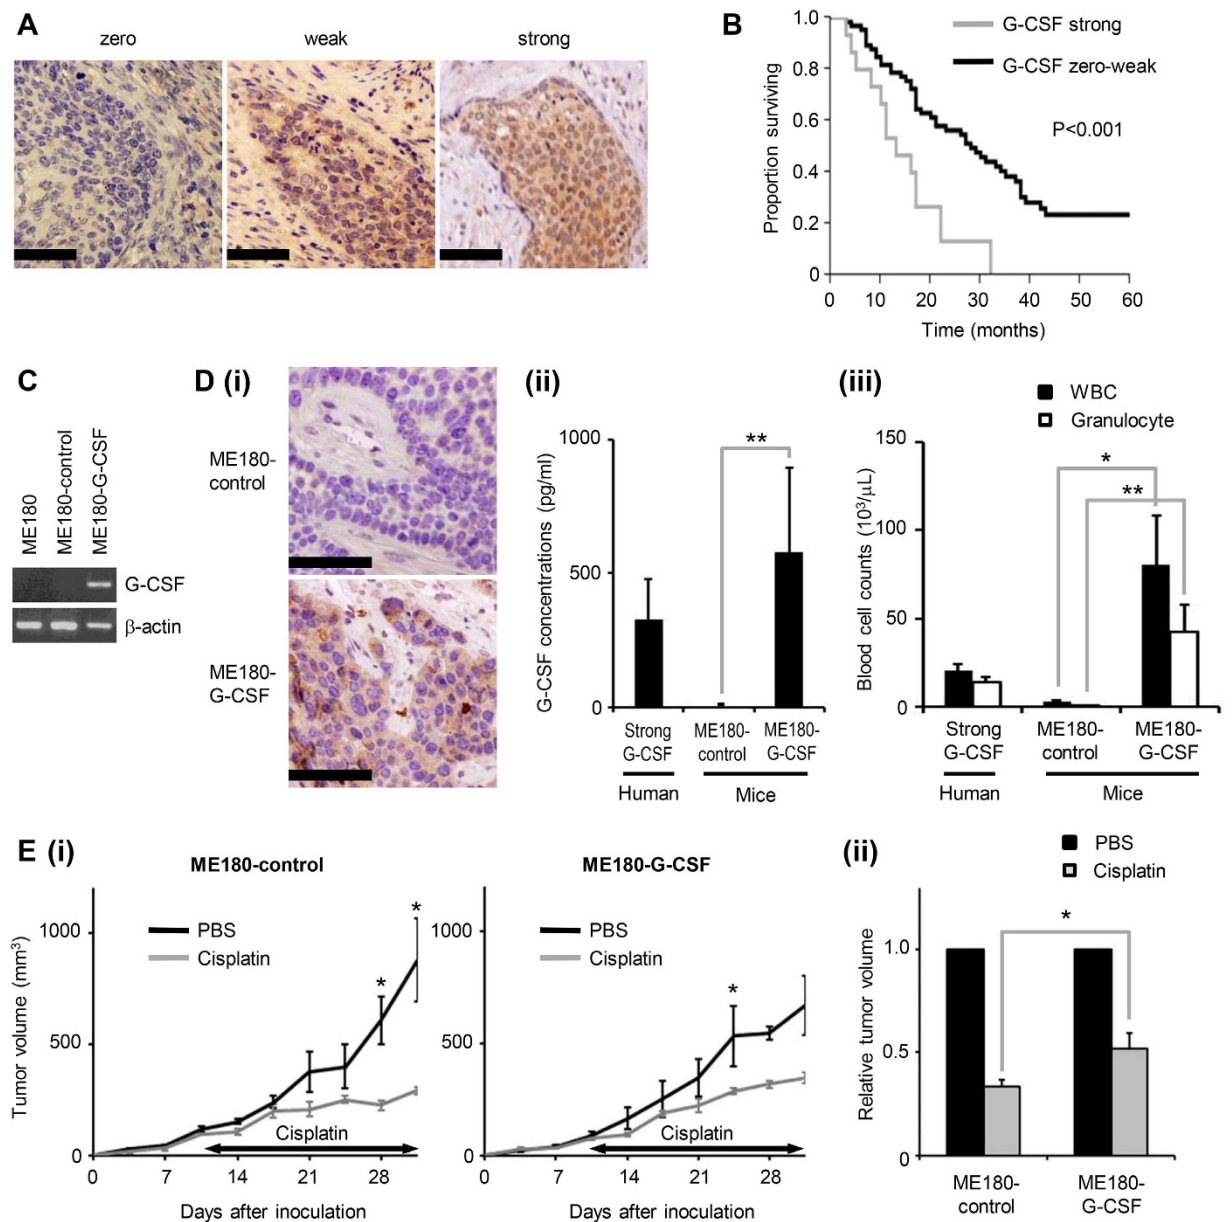 A
zero
weak
strong
B
G-CSF strong
G-CSF zero-weak
P<0.001
Proportion surviving
1.0
0.8
0.6
0.4
0.2
0
0 10 20 30 40 50 60
Time (months)
C
ME180
ME180-control
ME180-G-CSF
G-CSF
β-actin
D (i)
ME180-
control
ME180-
G-CSF
(ii)
G-CSF concentrations (pg/ml)
1000
500
0
**
Strong
G-CSF
ME180-
control
ME180-
G-CSF
Human
Mice
(iii)
WBC
Granulocyte
Blood cell counts (10³/μL)
150
100
50
0
*
**
Strong
G-CSF
ME180-
control
ME180-
G-CSF
Human
Mice
E (i)
ME180-control
PBS
Cisplatin
Tumor volume (mm³)
1000
500
0
*
*
Cisplatin
0 7 14 21 28
Days after inoculation
ME180-G-CSF
PBS
Cisplatin
1000
500
0
*
Cisplatin
0 7 14 21 28
Days after inoculation
(ii)
PBS
Cisplatin
Relative tumor volume
1.0
0.5
0
*
ME180-
control
ME180-
G-CSF